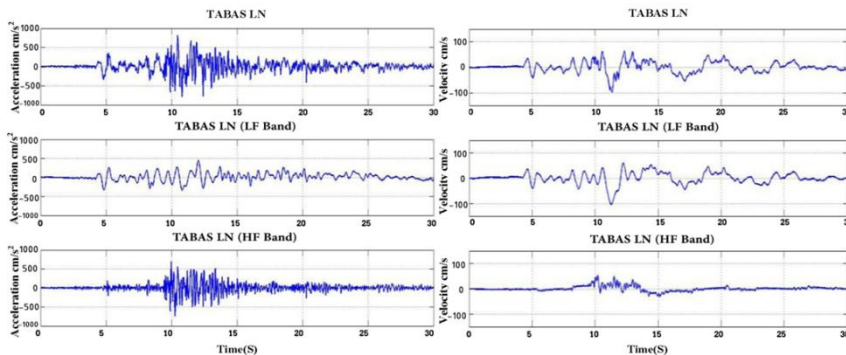 TABAS LN
Acceleration cm/s²
1000
500
0
-500
-1000
0 5 10 15 20 25 30
TABAS LN (LF Band)
Acceleration cm/s²
1000
500
0
-500
-1000
0 5 10 15 20 25 30
TABAS LN (HF Band)
Acceleration cm/s²
1000
500
0
-500
-1000
0 5 10 15 20 25 30
Time(S)
TABAS LN
Velocity cm/s
100
0
-100
0 5 10 15 20 25 30
TABAS LN (LF Band)
Velocity cm/s
100
0
-100
0 5 10 15 20 25 30
TABAS LN (HF Band)
Velocity cm/s
100
0
-100
0 5 10 15 20 25 30
Time(S)